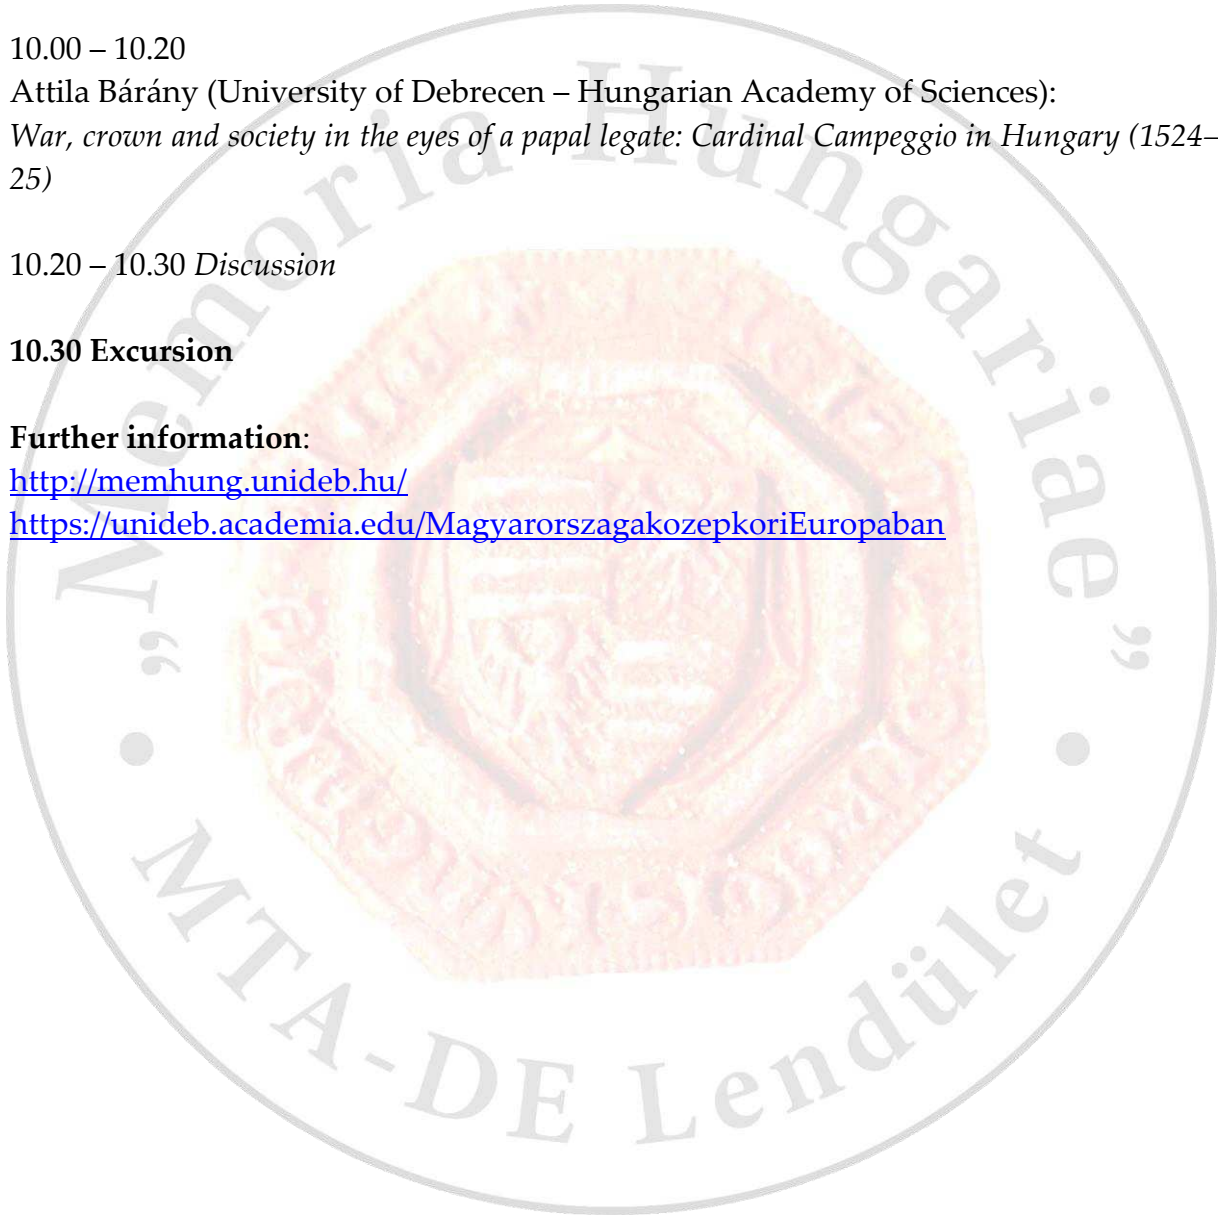 10.00 – 10.20
Attila Bárány (University of Debrecen – Hungarian Academy of Sciences):
War, crown and society in the eyes of a papal legate: Cardinal Campeggio in Hungary (1524–
25)
10.20 – 10.30 Discussion
10.30 Excursion
Further information:
http://memhung.unideb.hu/
https://unideb.academia.edu/MagyarorszagakozepkoriEuropaban
“Memoria Hungariae”
• MTA-DE Lendület •